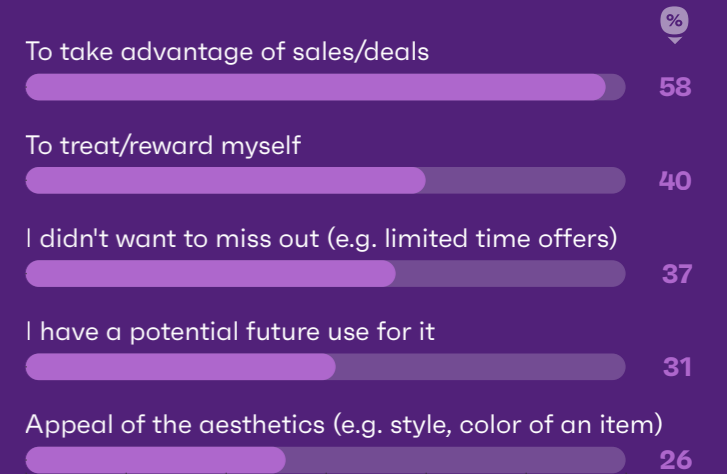 %
To take advantage of sales/deals
58
To treat/reward myself
40
I didn't want to miss out (e.g. limited time offers)
37
I have a potential future use for it
31
Appeal of the aesthetics (e.g. style, color of an item)
26